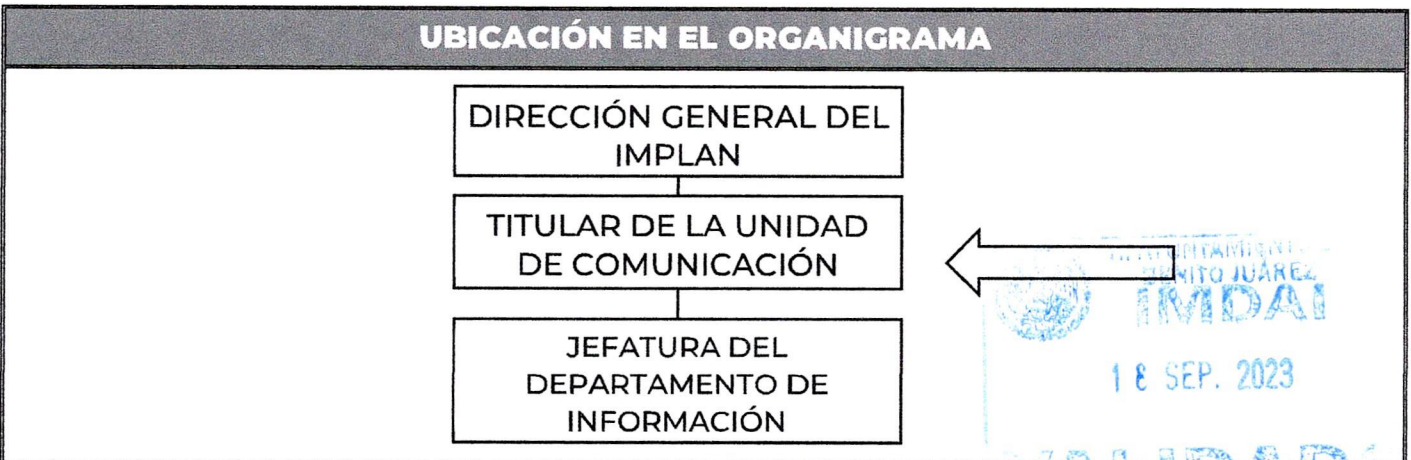 UBICACIÓN EN EL ORGANIGRAMA
DIRECCIÓN GENERAL DEL
IMPLAN
TITULAR DE LA UNIDAD
DE COMUNICACIÓN
JEFATURA DEL
DEPARTAMENTO DE
INFORMACIÓN
BENITO JUÁREZ
IMDAI
18 SEP. 2023